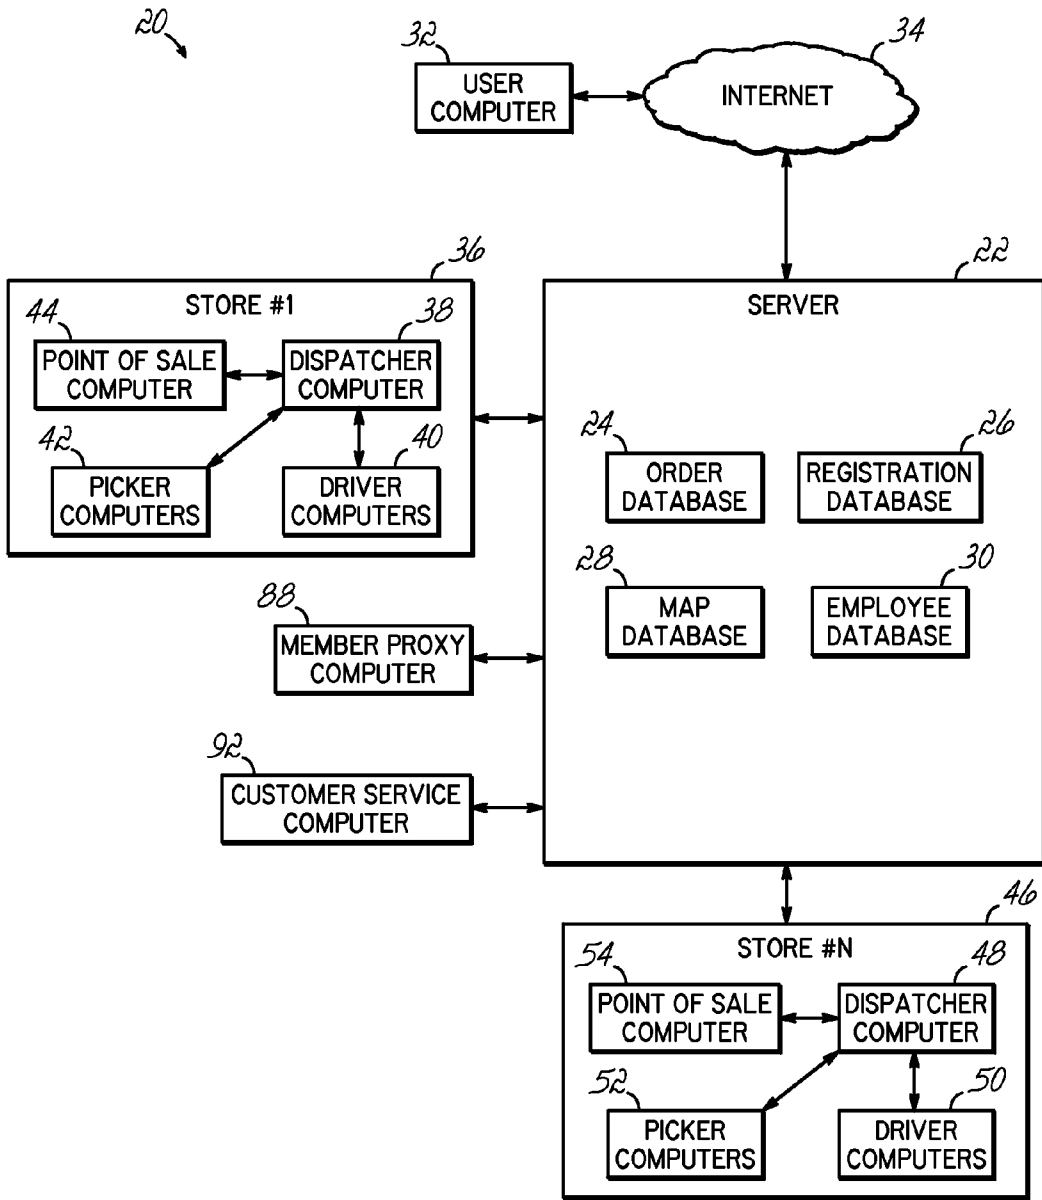 20
32
34
USER
COMPUTER
INTERNET
36
22
STORE #1
SERVER
44
38
POINT OF SALE
COMPUTER
DISPATCHER
COMPUTER
42
40
PICKER
COMPUTERS
DRIVER
COMPUTERS
24
26
ORDER
DATABASE
REGISTRATION
DATABASE
28
30
MAP
DATABASE
EMPLOYEE
DATABASE
88
MEMBER PROXY
COMPUTER
92
CUSTOMER SERVICE
COMPUTER
46
STORE #N
54
48
POINT OF SALE
COMPUTER
DISPATCHER
COMPUTER
52
50
PICKER
COMPUTERS
DRIVER
COMPUTERS